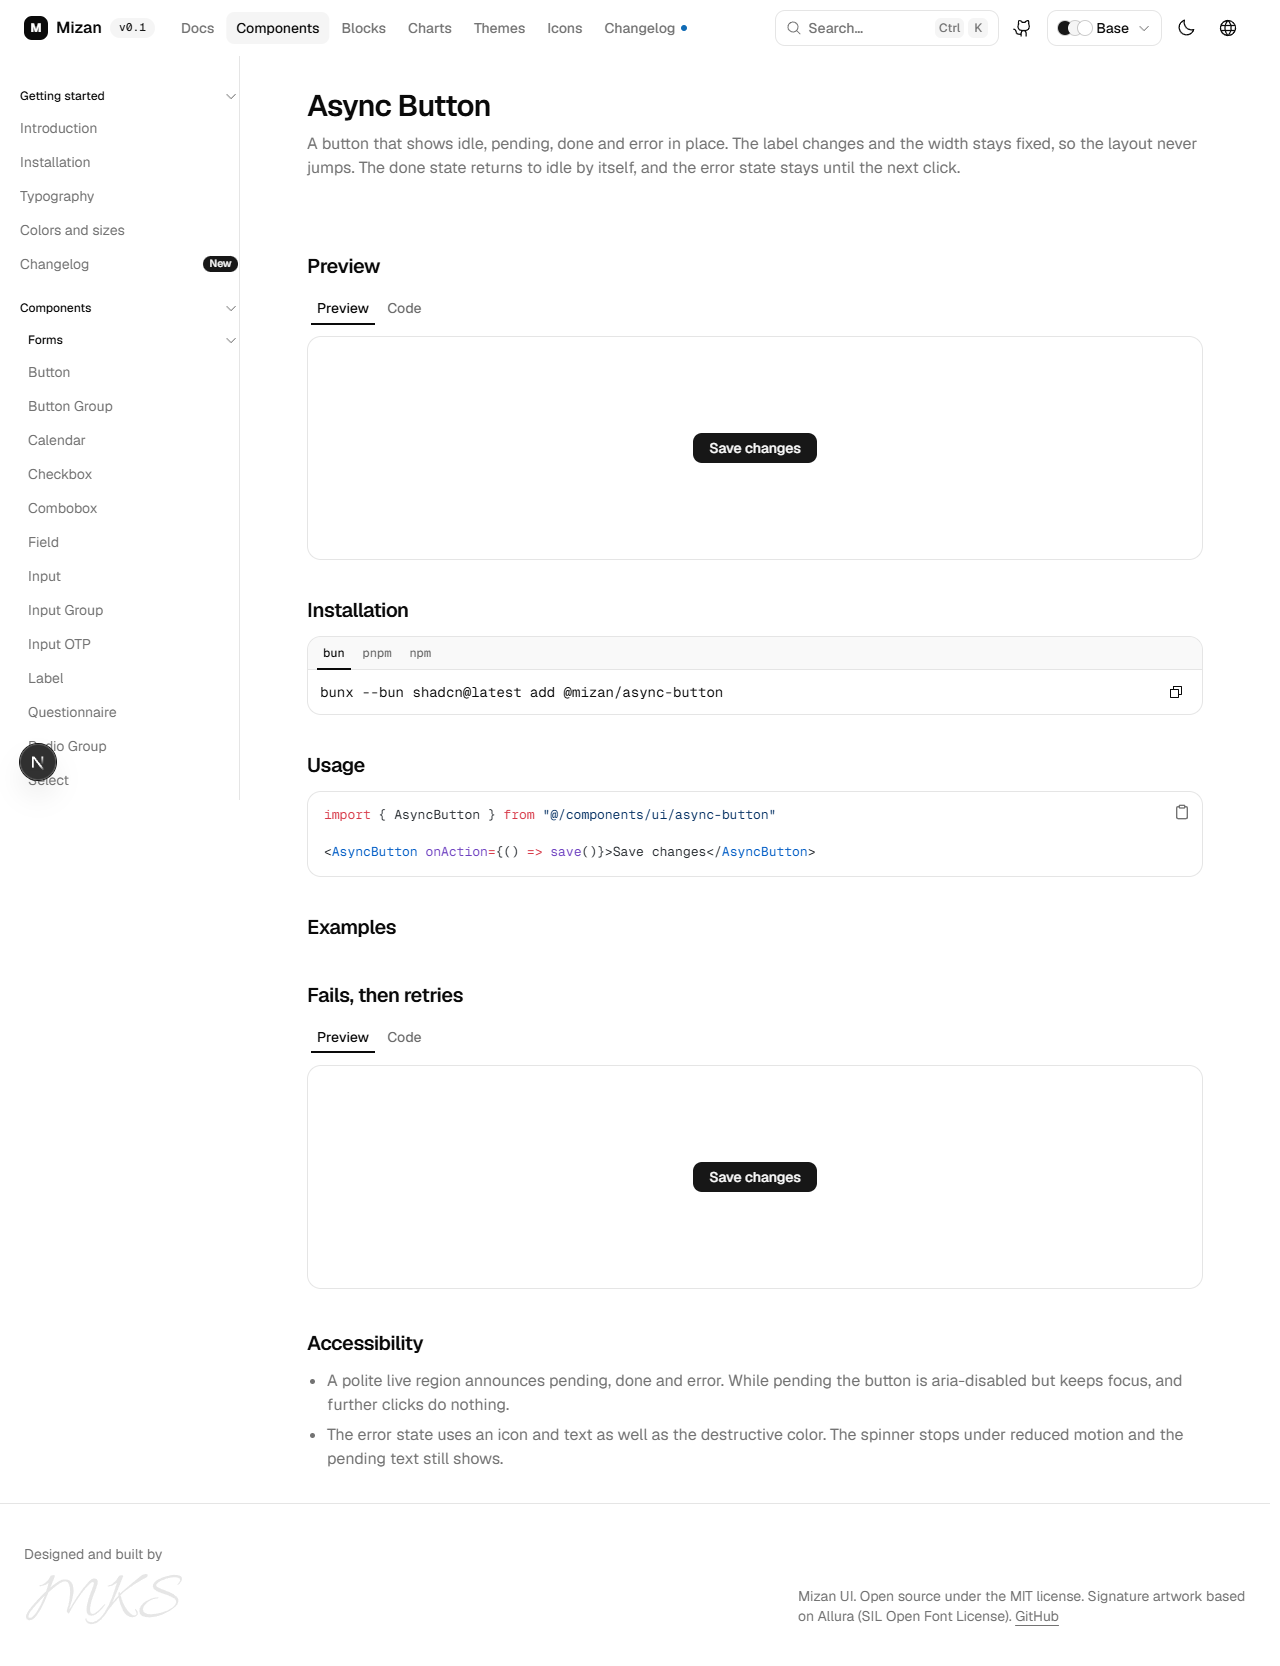 M Mizan v0.1 Docs Components Blocks Charts Themes Icons Changelog Search... Ctrl K Base
Getting started
Introduction
Installation
Typography
Colors and sizes
Changelog New
Components
Forms
Button
Button Group
Calendar
Checkbox
Combobox
Field
Input
Input Group
Input OTP
Label
Questionnaire
Group
N
Async Button
A button that shows idle, pending, done and error in place. The label changes and the width stays fixed, so the layout never
jumps. The done state returns to idle by itself, and the error state stays until the next click.
Preview
Preview Code
Save changes
Installation
bun pnpm npm
bunx --bun shadcn@latest add @mizan/async-button
Usage
import { AsyncButton } from "@/components/ui/async-button"
<AsyncButton onAction={() => save()}>Save changes</AsyncButton>
Examples
Fails, then retries
Preview Code
Save changes
Accessibility
• A polite live region announces pending, done and error. While pending the button is aria-disabled but keeps focus, and
further clicks do nothing.
• The error state uses an icon and text as well as the destructive color. The spinner stops under reduced motion and the
pending text still shows.
Designed and built by
MKS
Mizan UI. Open source under the MIT license. Signature artwork based
on Allura (SIL Open Font License). GitHub